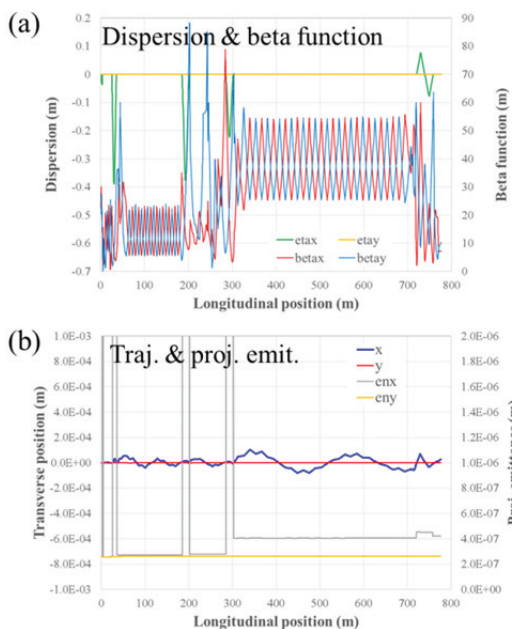 (a)
Dispersion & beta function
Dispersion (m)
0.2
0.1
0
-0.1
-0.2
-0.3
-0.4
-0.5
-0.6
-0.7
90
80
70
60
50
40
30
20
10
0
Beta function (m)
etax etay
betax betay
0 100 200 300 400 500 600 700 800
Longitudinal position (m)
(b)
Traj. & proj. emit.
Transverse position (m)
1.0E-03
8.0E-04
6.0E-04
4.0E-04
2.0E-04
0.0E+00
-2.0E-04
-4.0E-04
-6.0E-04
-8.0E-04
-1.0E-03
x
y
enx
eny
2.0E-06
1.8E-06
1.6E-06
1.4E-06
1.2E-06
1.0E-06
8.0E-07
6.0E-07
4.0E-07
2.0E-07
0.0E+00
Proj. emittance (m)
0 100 200 300 400 500 600 700 800
Longitudinal position (m)